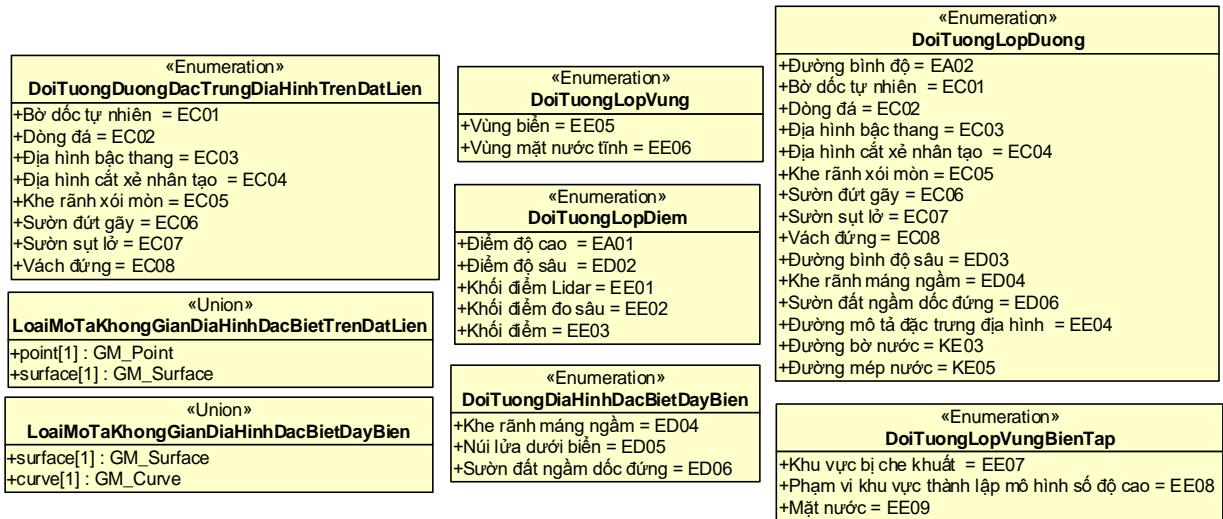 «Enumeration»
DoiTuongDuongDacTrungDiaHinhTrenDatLien
+Bờ dốc tự nhiên = EC01
+Dòng đá = EC02
+Địa hình bậc thang = EC03
+Địa hình cắt xẻ nhân tạo = EC04
+Khe rãnh xói mòn = EC05
+Sườn đứt gãy = EC06
+Sườn sụt lở = EC07
+Vách đứng = EC08
«Union»
LoaiMoTaKhongGianDiaHinhDacBietTrenDatLien
+point[1] : GM_Point
+surface[1] : GM_Surface
«Union»
LoaiMoTaKhongGianDiaHinhDacBietDayBien
+surface[1] : GM_Surface
+curve[1] : GM_Curve
«Enumeration»
DoiTuongLopVung
+Vùng biển = EE05
+Vùng mặt nước tĩnh = EE06
«Enumeration»
DoiTuongLopDiem
+Điểm độ cao = EA01
+Điểm độ sâu = ED02
+Khối điểm Lidar = EE01
+Khối điểm đo sâu = EE02
+Khối điểm = EE03
«Enumeration»
DoiTuongDiaHinhDacBietDayBien
+Khe rãnh máng ngầm = ED04
+Núi lửa dưới biển = ED05
+Sườn đất ngầm dốc đứng = ED06
«Enumeration»
DoiTuongLopDuong
+Đường bình độ = EA02
+Bờ dốc tự nhiên = EC01
+Dòng đá = EC02
+Địa hình bậc thang = EC03
+Địa hình cắt xẻ nhân tạo = EC04
+Khe rãnh xói mòn = EC05
+Sườn đứt gãy = EC06
+Sườn sụt lở = EC07
+Vách đứng = EC08
+Đường bình độ sâu = ED03
+Khe rãnh máng ngầm = ED04
+Sườn đất ngầm dốc đứng = ED06
+Đường mô tả đặc trưng địa hình = EE04
+Đường bờ nước = KE03
+Đường mép nước = KE05
«Enumeration»
DoiTuongLopVungBienTap
+Khu vực bị che khuất = EE07
+Phạm vi khu vực thành lập mô hình số độ cao = EE08
+Mặt nước = EE09